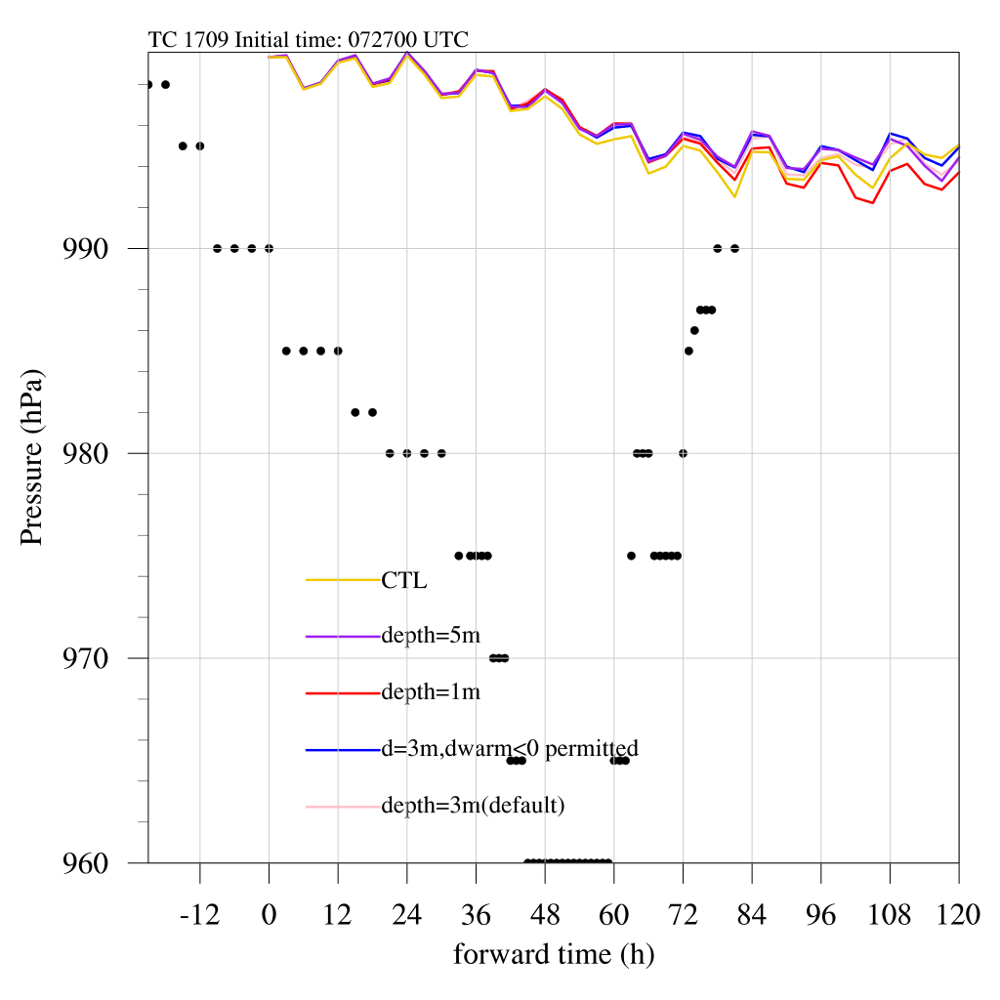 TC 1709 Initial time: 072700 UTC
Pressure (hPa)
990
980
970
960
CTL
depth=5m
depth=1m
d=3m,dwarm<0 permitted
depth=3m(default)
-12 0 12 24 36 48 60 72 84 96 108 120
forward time (h)